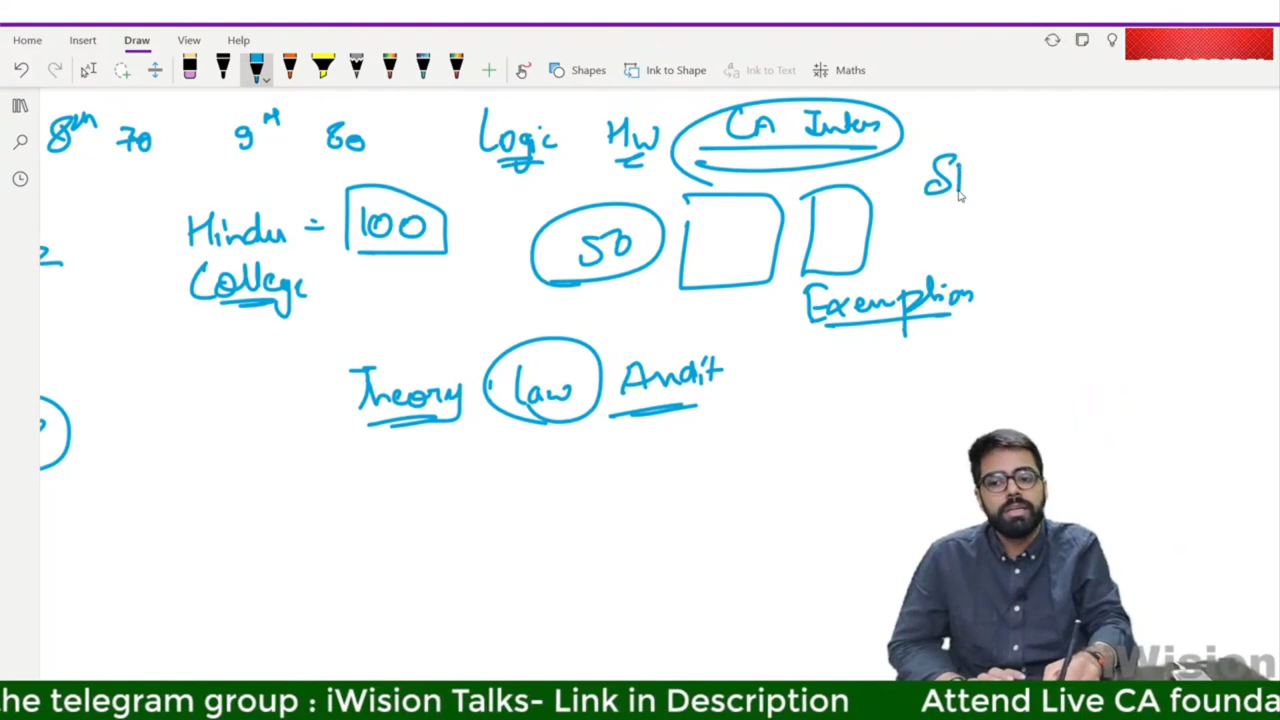 Home Insert Draw View Help
Shapes Ink to Shape Ink to Text Maths
8th 70 9th 80 Logic HW CA Inter
SI
Hindu = 100 50
College
Exemption
Theory Law Audit
iWision
the telegram group : iWision Talks- Link in Description Attend Live CA founda